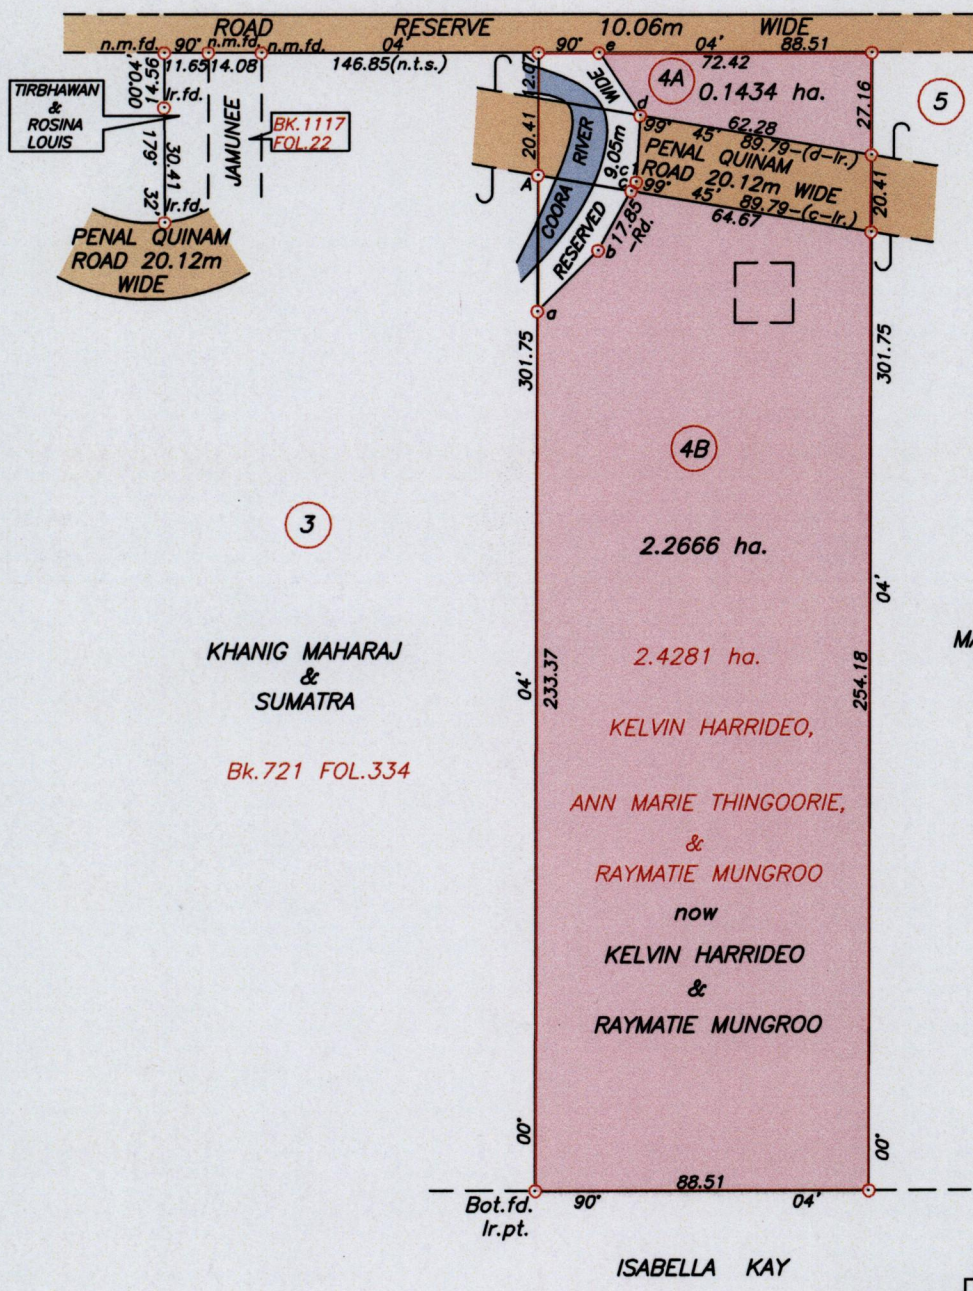 ROAD RESERVE 10.06m WIDE
n.m.fd. 90° n.m.fd. n.m.fd. 04' 90° e 04' 88.51
11.65 14.08 146.85(n.t.s.) 72.42
TIRBHAWAN
&
ROSINA
LOUIS
00°04'
14.56
Ir.fd.
179° 32'
30.41
Ir.fd.
JAMUNEE
BK.1117
FOL.22
PENAL QUINAM
ROAD 20.12m
WIDE
12.07
20.41
A
COORA RIVER
RESERVED
9.05m
WIDE
4A
0.1434 ha.
27.16
5
d
99° 45' 89.79-(d-Ir.)
62.28
PENAL QUINAM
ROAD 20.12m WIDE
20.41
c1
c
99° 45' 89.79-(c-Ir.)
64.67
17.85
-Rd.
b
a
301.75
301.75
4B
2.2666 ha.
3
KHANIG MAHARAJ
&
SUMATRA
Bk.721 FOL.334
04'
233.37
04'
254.18
MA
2.4281 ha.
KELVIN HARRIDEO,
ANN MARIE THINGOORIE,
&
RAYMATIE MUNGROO
now
KELVIN HARRIDEO
&
RAYMATIE MUNGROO
00°
00°
88.51
Bot.fd.
Ir.pt.
90° 04'
ISABELLA KAY